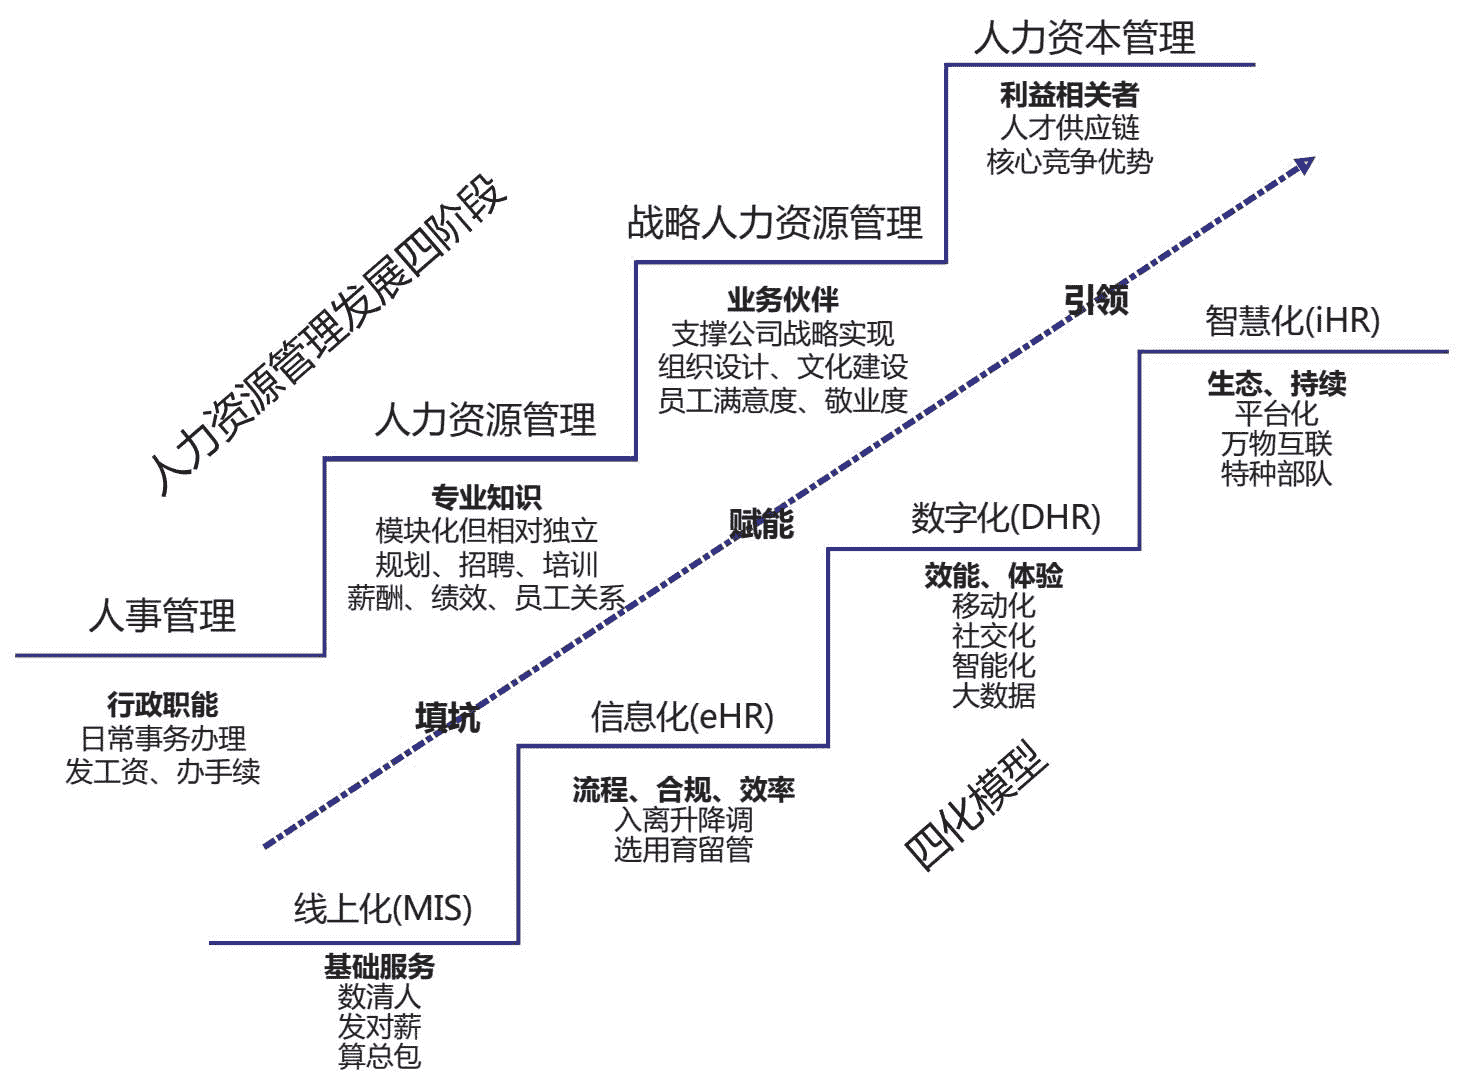 人力资源管理发展四阶段
人事管理
行政职能
日常事务办理
发工资、办手续
人力资源管理
专业知识
模块化但相对独立
规划、招聘、培训
薪酬、绩效、员工关系
战略人力资源管理
业务伙伴
支撑公司战略实现
组织设计、文化建设
员工满意度、敬业度
人力资本管理
利益相关者
人才供应链
核心竞争优势
填坑
赋能
引领
四化模型
线上化(MIS)
基础服务
数清人
发对薪
算总包
信息化(eHR)
流程、合规、效率
入离升降调
选用育留管
数字化(DHR)
效能、体验
移动化
社交化
智能化
大数据
智慧化(iHR)
生态、持续
平台化
万物互联
特种部队